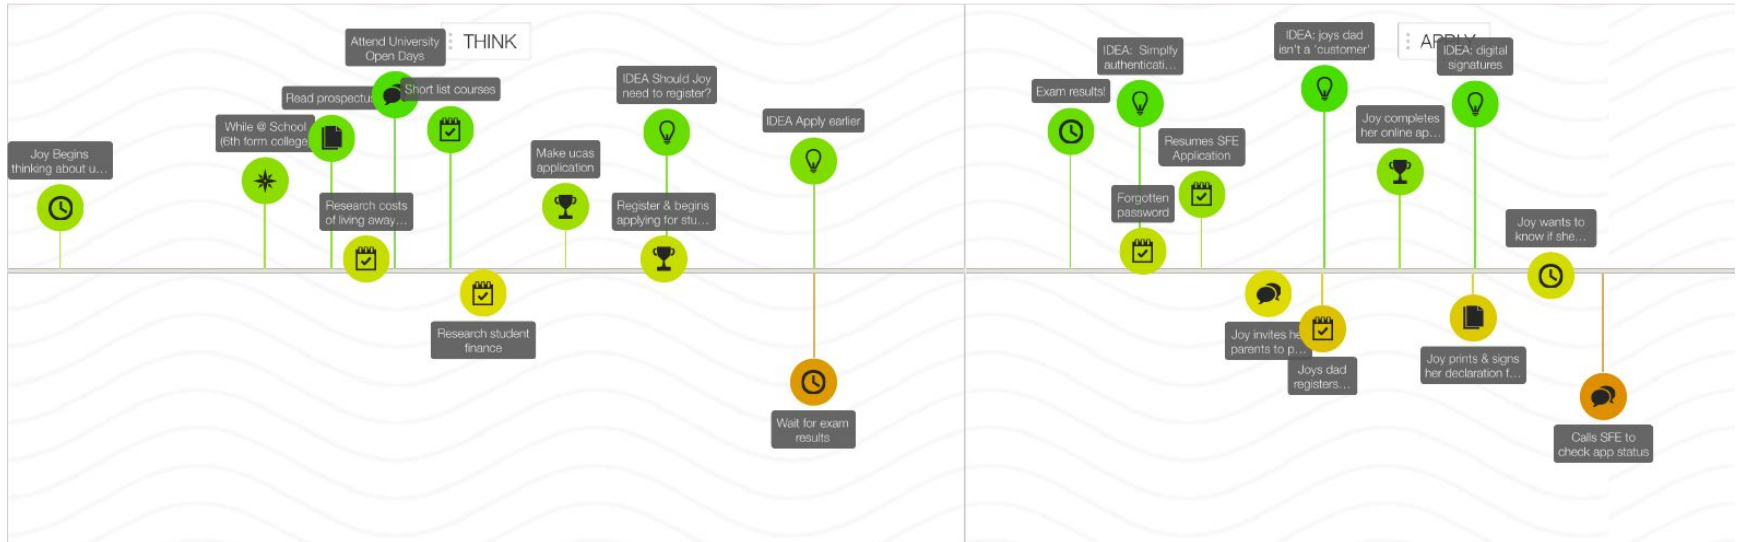 THINK
Attend University
Open Days
Read prospectus
Short list courses
While @ School
(6th form college
Joy Begins
thinking about u...
Research costs
of living away...
Make ucas
application
IDEA Should Joy
need to register?
Register & begins
applying for stu...
IDEA Apply earlier
Research student
finance
Wait for exam
results
APPLY
Exam results!
IDEA: Simplfy
authenticati...
Forgotten
password
Resumes SFE
Application
IDEA: joys dad
isn't a 'customer'
Joy completes
her online ap...
IDEA: digital
signatures
Joy wants to
know if she...
Joy invites he
parents to p...
Joys dad
registers...
Joy prints & signs
her declaration f...
Calls SFE to
check app status